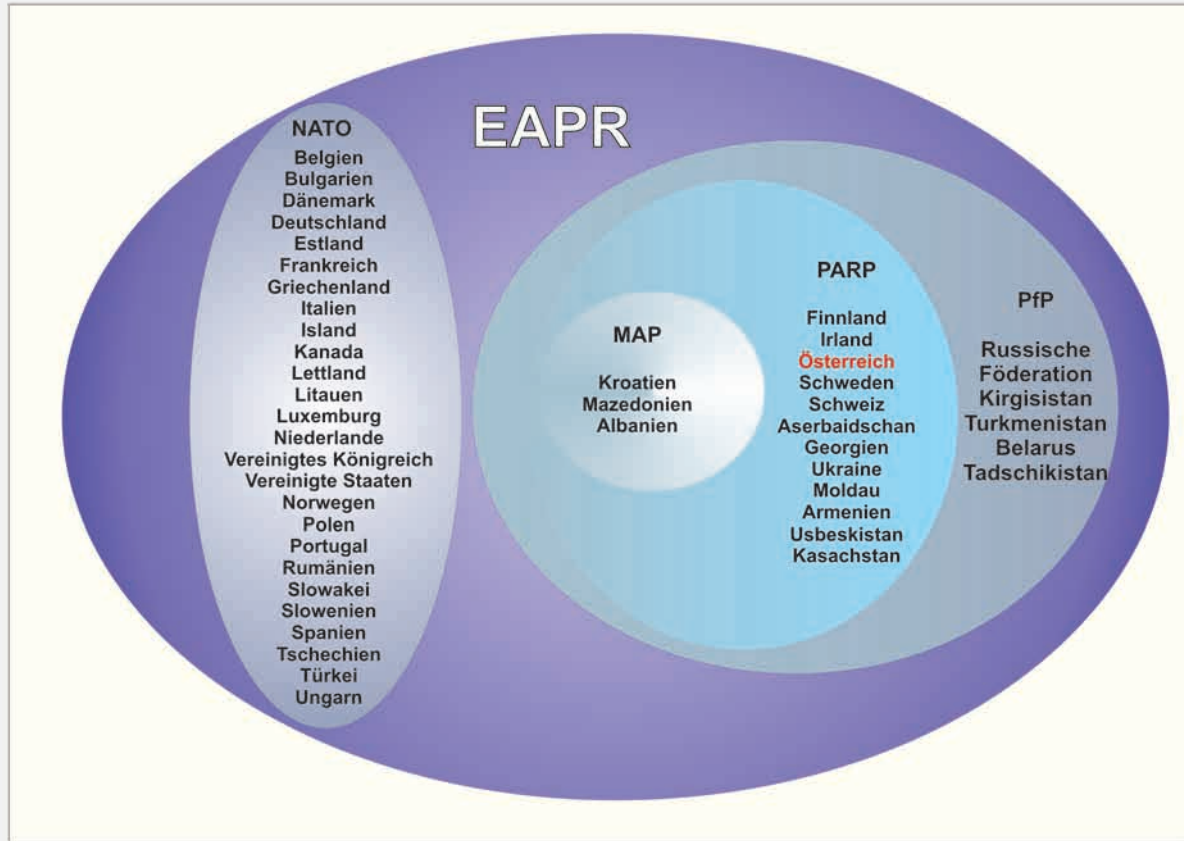 EAPR
NATO
Belgien
Bulgarien
Dänemark
Deutschland
Estland
Frankreich
Griechenland
Italien
Island
Kanada
Lettland
Litauen
Luxemburg
Niederlande
Vereinigtes Königreich
Vereinigte Staaten
Norwegen
Polen
Portugal
Rumänien
Slowakei
Slowenien
Spanien
Tschechien
Türkei
Ungarn
MAP
Kroatien
Mazedonien
Albanien
PARP
Finnland
Irland
Österreich
Schweden
Schweiz
Aserbaidschan
Georgien
Ukraine
Moldau
Armenien
Usbeskistan
Kasachstan
PfP
Russische
Föderation
Kirgisistan
Turkmenistan
Belarus
Tadschikistan